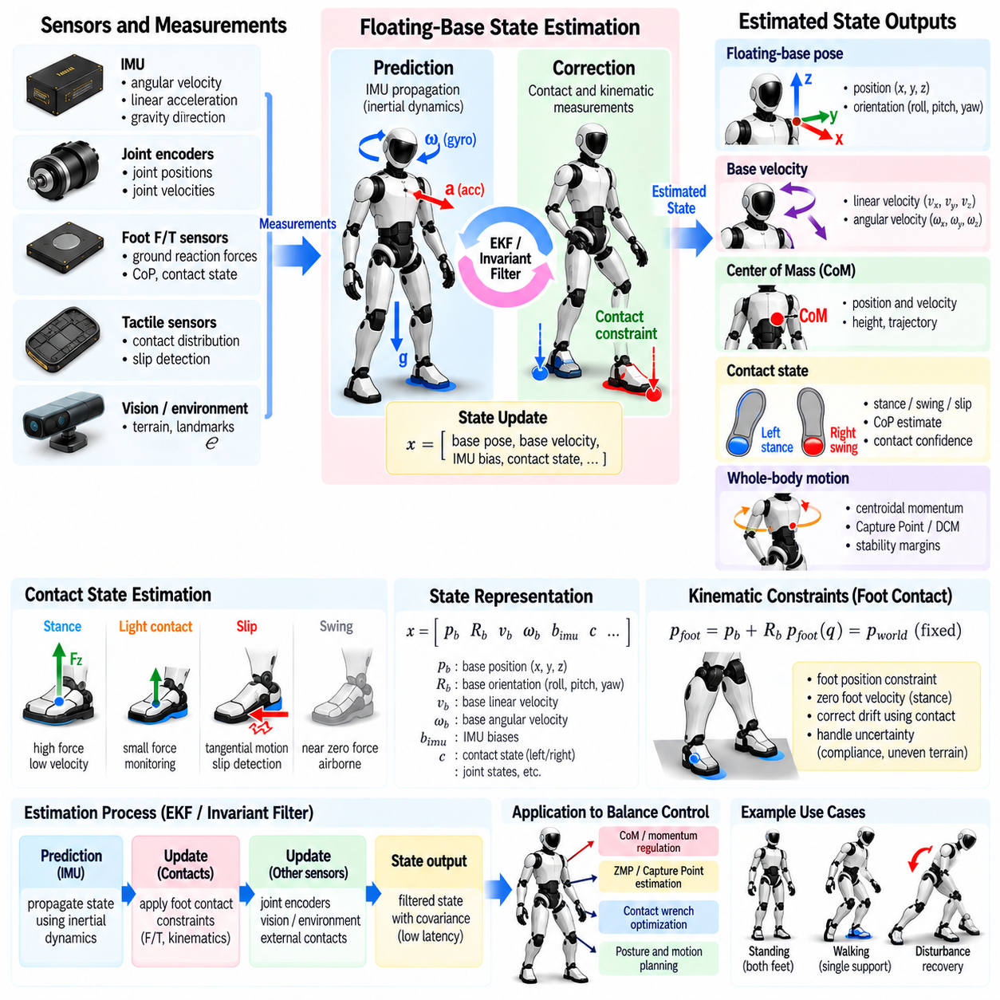 Sensors and Measurements
IMU
• angular velocity
• linear acceleration
• gravity direction
Joint encoders
• joint positions
• joint velocities
Foot F/T sensors
• ground reaction forces
• CoP, contact state
Tactile sensors
• contact distribution
• slip detection
Vision / environment
• terrain, landmarks
e
Measurements
Floating-Base State Estimation
Prediction
IMU propagation
(inertial dynamics)
ω (gyro)
a (acc)
g
EKF /
Invariant
Filter
Correction
Contact and kinematic
measurements
Contact
constraint
State Update
x = [ base pose, base velocity,
IMU bias, contact state, ... ]
Estimated
State
Estimated State Outputs
Floating-base pose
z
y
x
• position (x, y, z)
• orientation (roll, pitch, yaw)
Base velocity
• linear velocity (vx, vy, vz)
• angular velocity (ωx, ωy, ωz)
Center of Mass (CoM)
CoM
• position and velocity
• height, trajectory
Contact state
Left
stance
Right
swing
• stance / swing / slip
• CoP estimate
• contact confidence
Whole-body motion
• centroidal momentum
• Capture Point / DCM
• stability margins
Contact State Estimation
Stance
Fz
high force
low velocity
Light contact
small force
monitoring
Slip
tangential motion
slip detection
Swing
near zero force
airborne
State Representation
x = [ pb Rb vb ωb bimu c ... ]
pb : base position (x, y, z)
Rb : base orientation (roll, pitch, yaw)
vb : base linear velocity
ωb : base angular velocity
bimu : IMU biases
c : contact state (left/right)
: joint states, etc.
Kinematic Constraints (Foot Contact)
pfoot = pb + Rb pfoot(q) = pworld (fixed)
• foot position constraint
• zero foot velocity (stance)
• correct drift using contact
• handle uncertainty
(compliance, uneven terrain)
Estimation Process (EKF / Invariant Filter)
Prediction
(IMU)
propagate state
using inertial
dynamics
Update
(Contacts)
apply foot contact
constraints
(F/T, kinematics)
Update
(Other sensors)
joint encoders
vision / environment
external contacts
State output
filtered state
with covariance
(low latency)
Application to Balance Control
CoM / momentum
regulation
ZMP / Capture Point
estimation
Contact wrench
optimization
Posture and motion
planning
Example Use Cases
Standing
(both feet)
Walking
(single support)
Disturbance
recovery